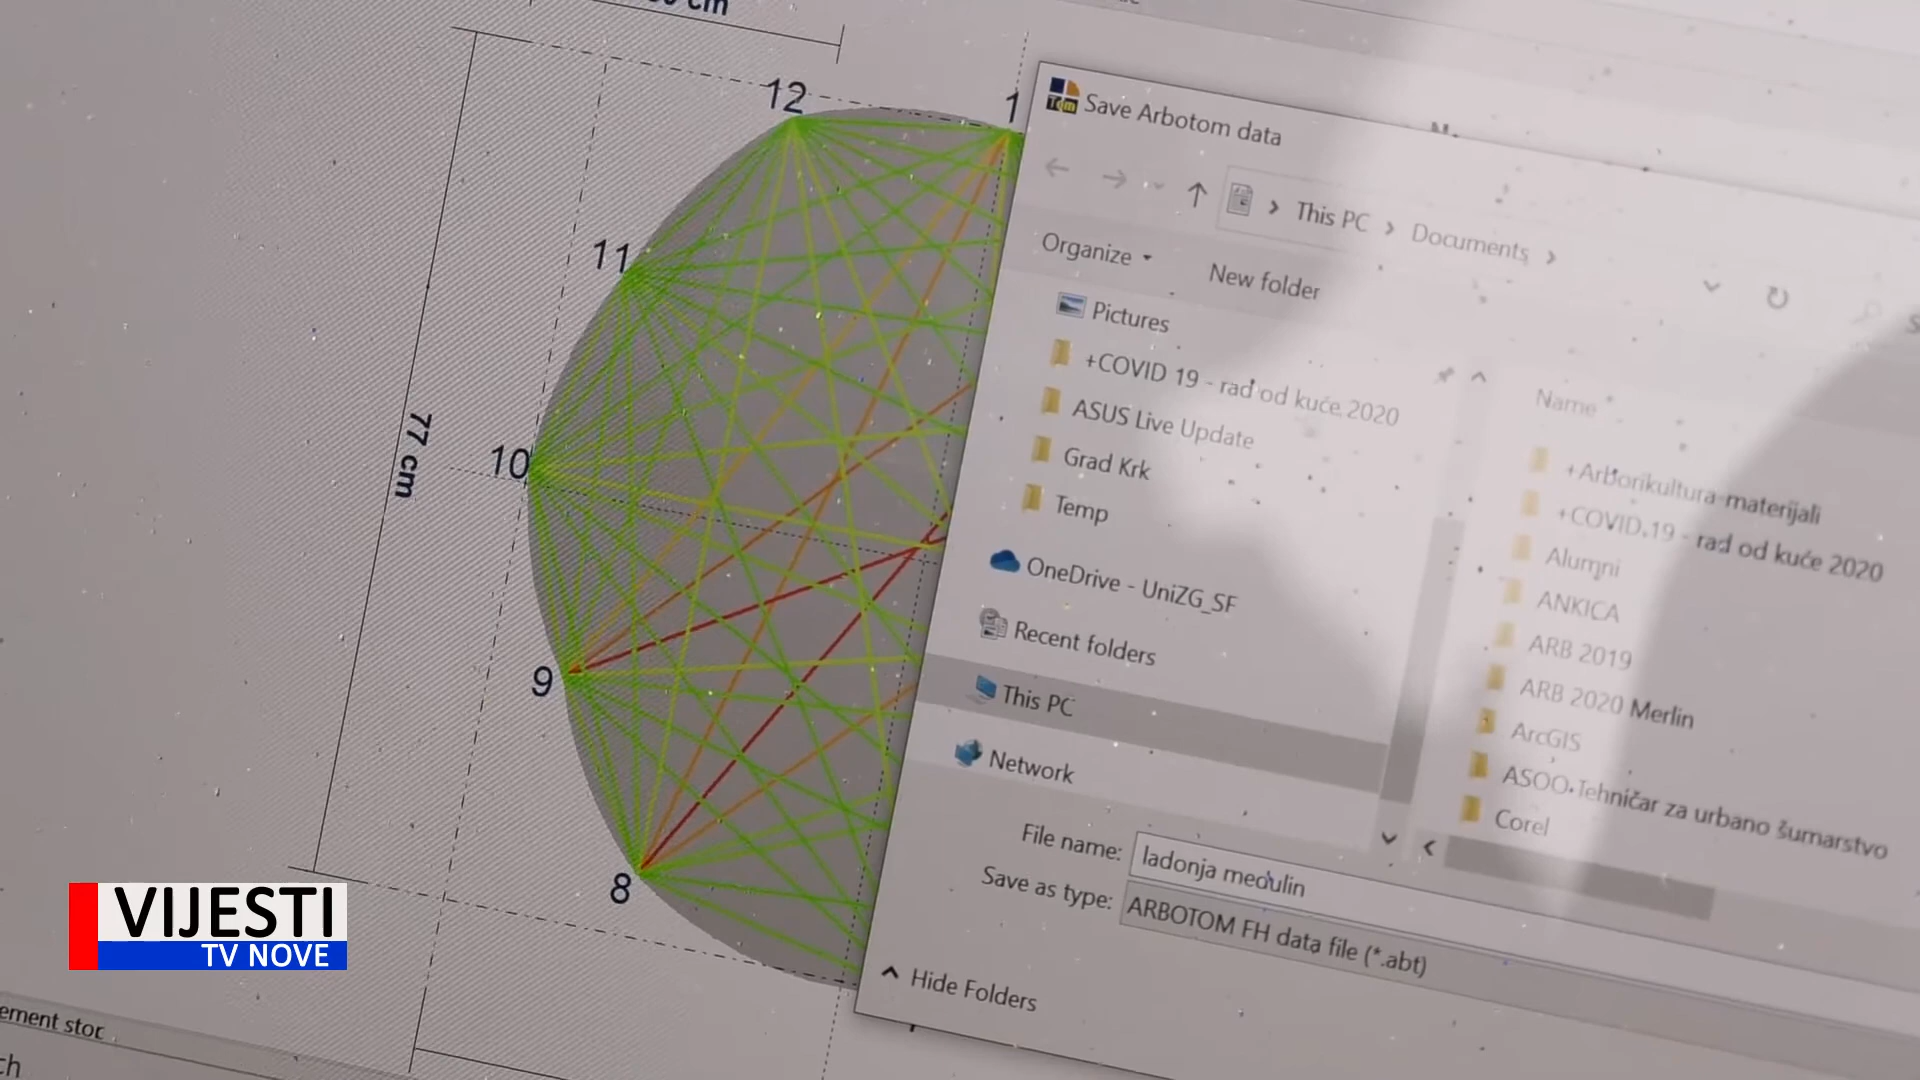 cm
12
1
11
77 cm
10
9
8
Save Arbotom data
This PC
Documents
Organize
New folder
Pictures
+COVID 19 - rad od kuće 2020
ASUS Live Update
Grad Krk
Temp
OneDrive - UniZG_SF
Recent folders
This PC
Network
Name
+Arborikultura-materijali
+COVID 19 - rad od kuće 2020
Alumni
ANKICA
ARB 2019
ARB 2020 Merlin
ArcGIS
ASOO-Tehničar za urbano šumarstvo
Corel
File name: ladonja medulin
Save as type: ARBOTOM FH data file (*.abt)
Hide Folders
VIJESTI
TV NOVE